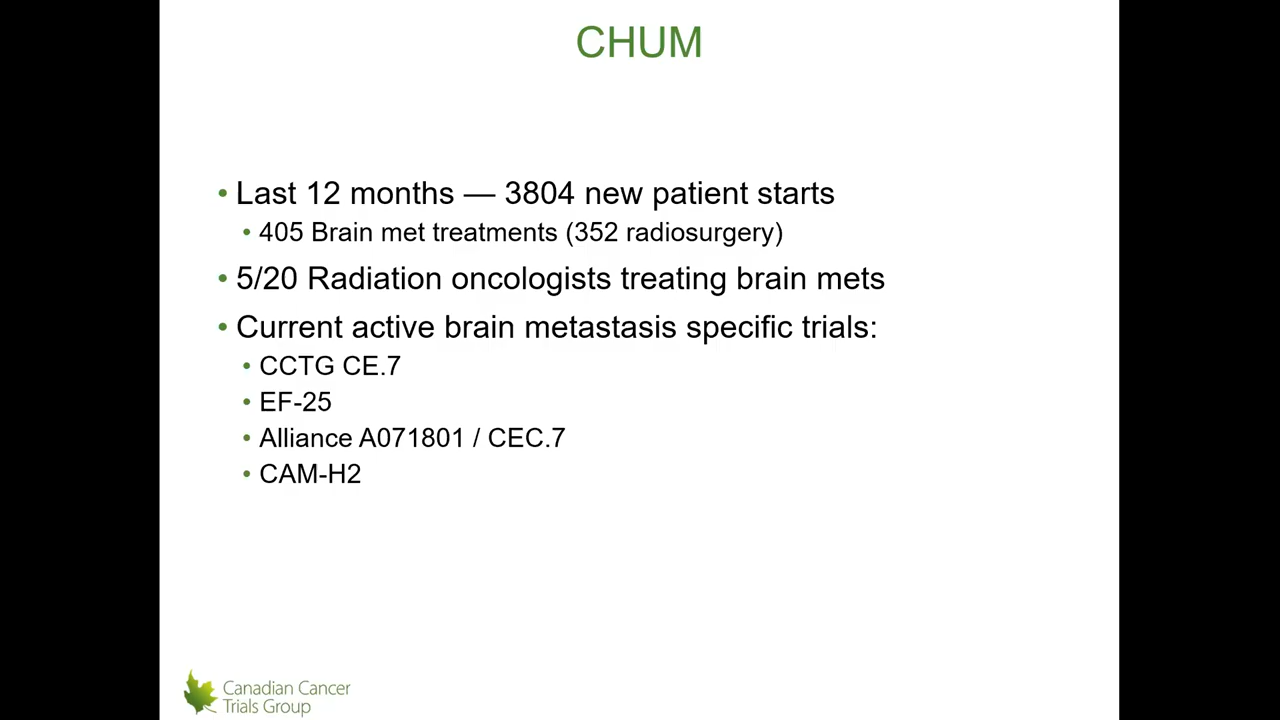 CHUM
• Last 12 months — 3804 new patient starts
• 405 Brain met treatments (352 radiosurgery)
• 5/20 Radiation oncologists treating brain mets
• Current active brain metastasis specific trials:
• CCTG CE.7
• EF-25
• Alliance A071801 / CEC.7
• CAM-H2
Canadian Cancer
Trials Group